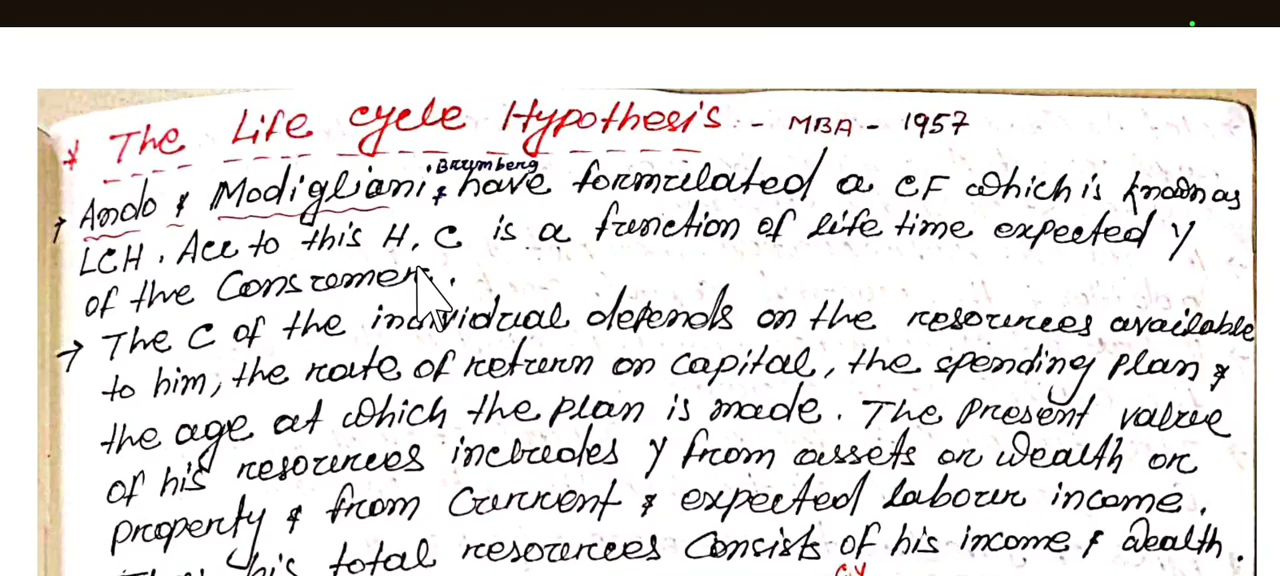 * The Life cycle Hypothesis - MBA - 1957
→ Ando & Modigliani, & Brumberg have formulated a CF which is known as
LCH. Acc to this H, C is a function of life time expected Y
of the Consumer.
→ The C of the individual depends on the resources available
to him, the rate of return on capital, the spending plan &
the age at which the plan is made. The present value
of his resources includes Y from assets or wealth or
property & from current & expected labour income.
his total resources consists of his income & wealth.